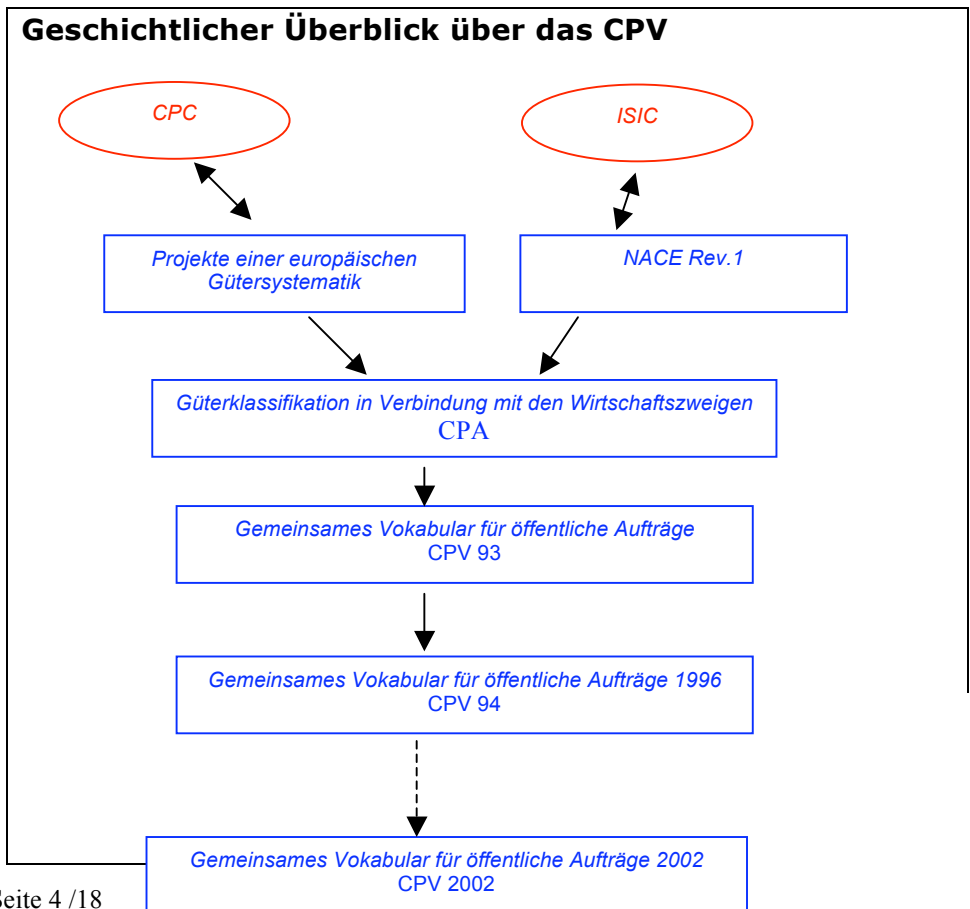 Geschichtlicher Überblick über das CPV
CPC
ISIC
Projekte einer europäischen
Gütersystematik
NACE Rev.1
Güterklassifikation in Verbindung mit den Wirtschaftszweigen
CPA
Gemeinsames Vokabular für öffentliche Aufträge
CPV 93
Gemeinsames Vokabular für öffentliche Aufträge 1996
CPV 94
Gemeinsames Vokabular für öffentliche Aufträge 2002
CPV 2002
Seite 4 /18